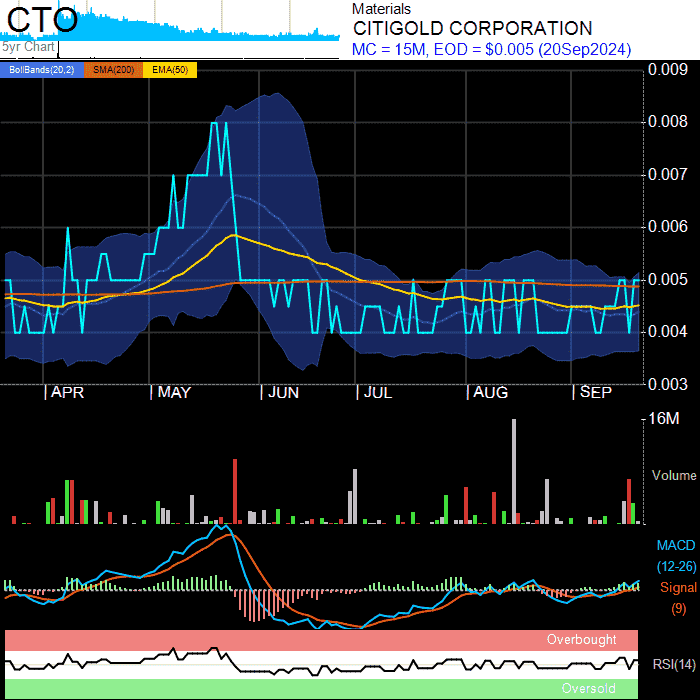 CTO
5yr Chart
Materials
CITIGOLD CORPORATION
MC = 15M, EOD = $0.005 (20Sep2024)
BollBands(20,2) SMA(200) EMA(50)
0.009
0.008
0.007
0.006
0.005
0.004
0.003
APR MAY JUN JUL AUG SEP
16M
Volume
MACD
(12-26)
Signal
(9)
Overbought
RSI(14)
Oversold